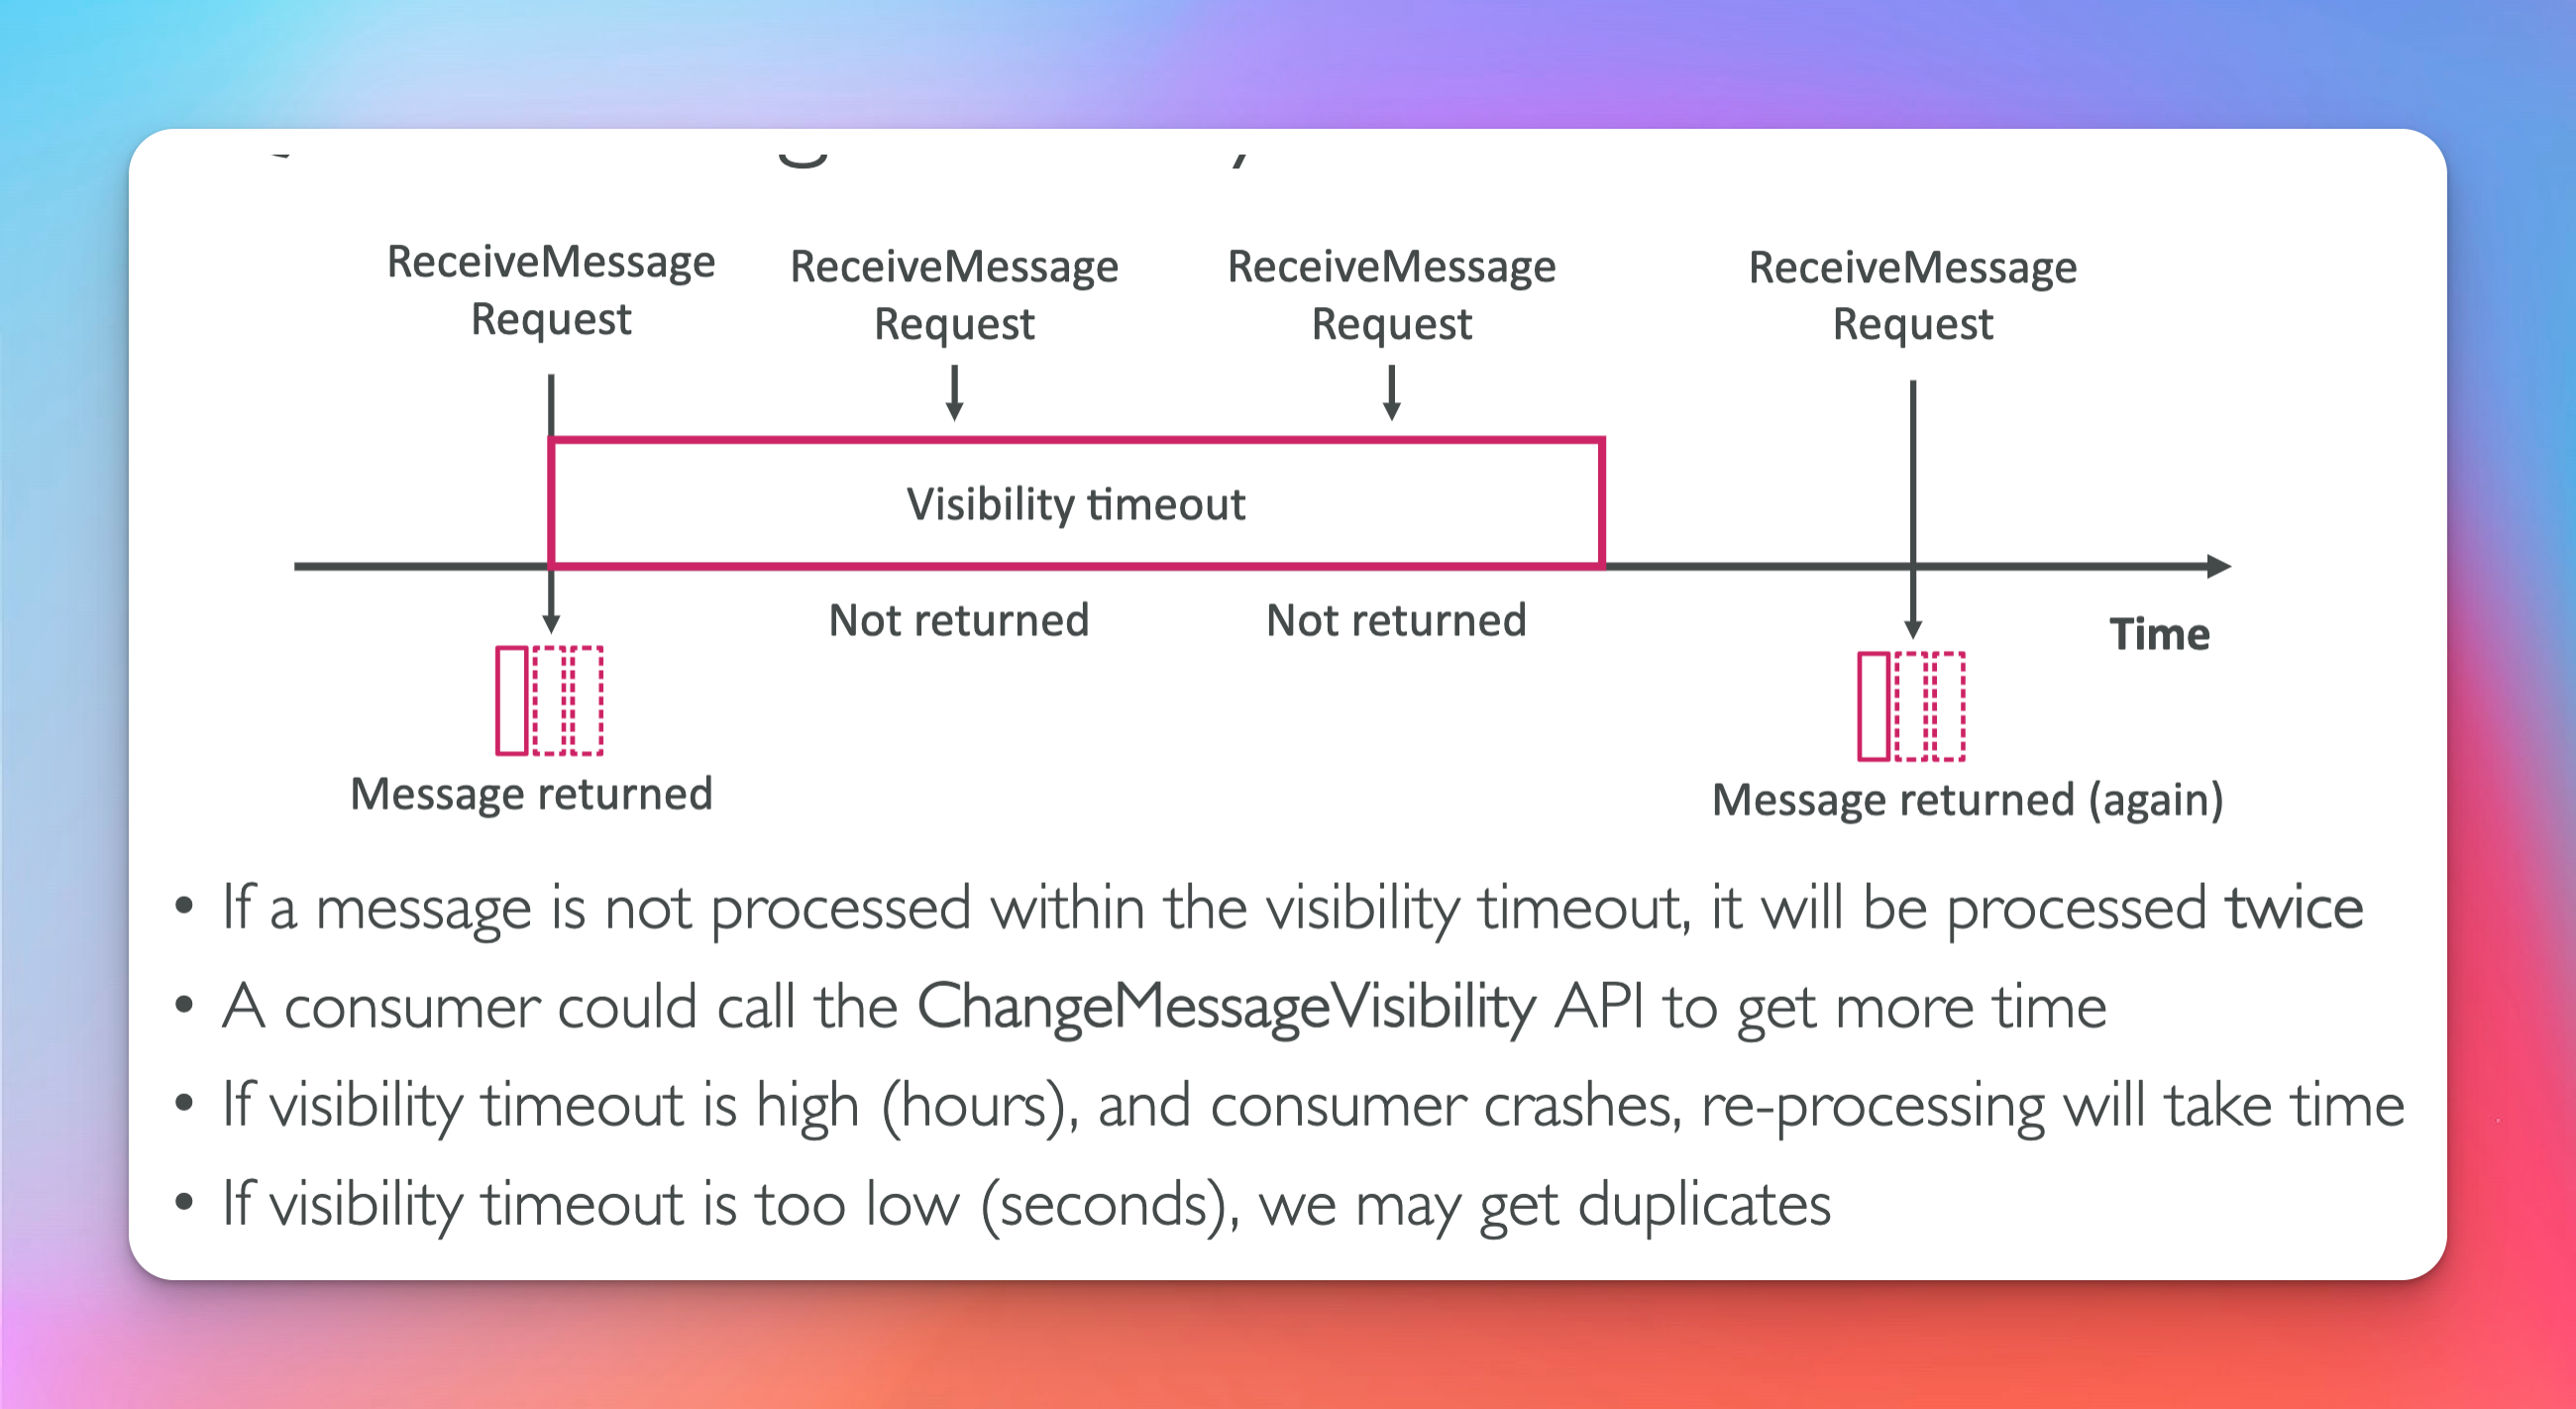 ReceiveMessage
Request
ReceiveMessage
Request
ReceiveMessage
Request
ReceiveMessage
Request
Visibility timeout
Not returned
Not returned
Time
Message returned
Message returned (again)
• If a message is not processed within the visibility timeout, it will be processed twice
• A consumer could call the ChangeMessageVisibility API to get more time
• If visibility timeout is high (hours), and consumer crashes, re-processing will take time
• If visibility timeout is too low (seconds), we may get duplicates